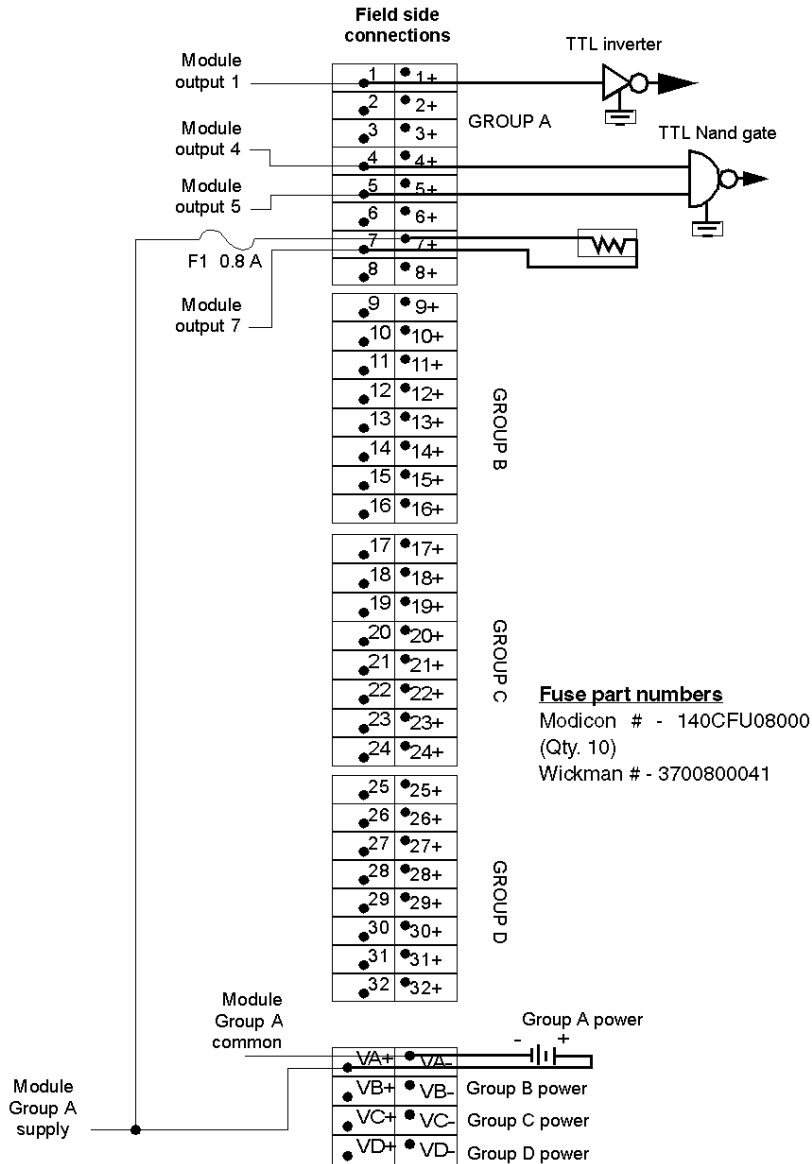 Field side
connections
TTL inverter
Module
output 1
1 1+
2 2+
GROUP A
3 3+
TTL Nand gate
Module
output 4
4 4+
Module
output 5
5 5+
6 6+
7 7+
F1 0.8 A
8 8+
Module
output 7
9 9+
10 10+
11 11+
12 12+
13 13+
GROUP B
14 14+
15 15+
16 16+
17 17+
18 18+
19 19+
20 20+
21 21+
GROUP C
22 22+
23 23+
24 24+
Fuse part numbers
Modicon # - 140CFU08000
(Qty. 10)
Wickman # - 3700800041
25 25+
26 26+
27 27+
28 28+
29 29+
GROUP D
30 30+
31 31+
32 32+
Module
Group A
common
Group A power
- +
VA+ VA-
Module
Group A
supply
VB+ VB- Group B power
VC+ VC- Group C power
VD+ VD- Group D power